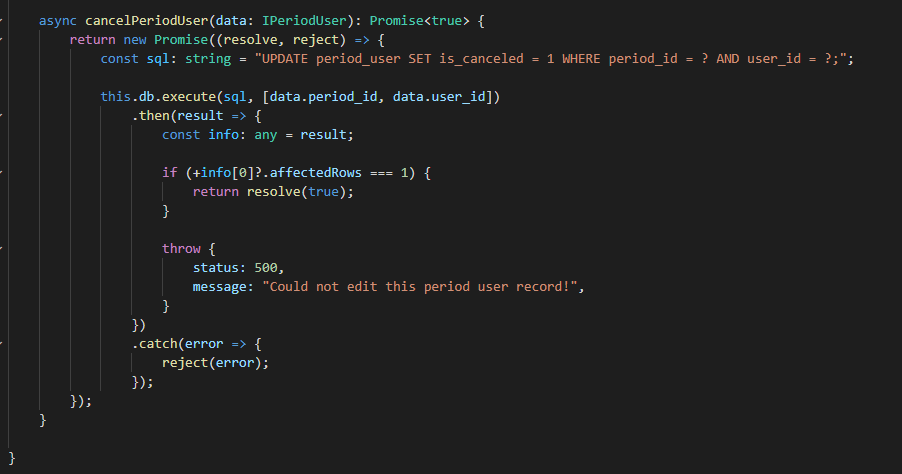 async cancelPeriodUser(data: IPeriodUser): Promise<true> {
return new Promise((resolve, reject) => {
const sql: string = "UPDATE period_user SET is_canceled = 1 WHERE period_id = ? AND user_id = ?;";
this.db.execute(sql, [data.period_id, data.user_id])
.then(result => {
const info: any = result;
if (+info[0]?.affectedRows === 1) {
return resolve(true);
}
throw {
status: 500,
message: "Could not edit this period user record!",
}
})
.catch(error => {
reject(error);
});
});
}
}